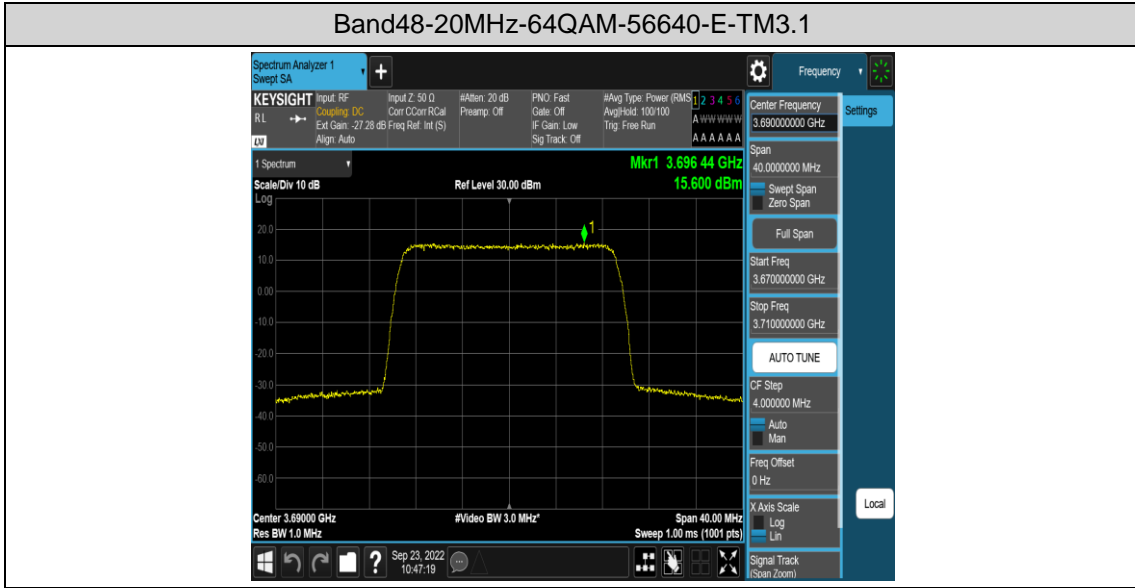 Band48-20MHz-64QAM-56640-E-TM3.1
Spectrum Analyzer 1
Swept SA
Frequency
KEYSIGHT
RL
LXI
Input: RF
Coupling: DC
Ext Gain: -27.28 dB
Align: Auto
Input Z: 50 Ω
Corr CCorr RCal
Freq Ref: Int (S)
#Atten: 20 dB
Preamp: Off
PNO: Fast
Gate: Off
IF Gain: Low
Sig Track: Off
#Avg Type: Power (RMS
Avg|Hold: 100/100
Trig: Free Run
1 2 3 4 5 6
A W W W W W
A A A A A A
1 Spectrum
Mkr1 3.696 44 GHz
Scale/Div 10 dB
Ref Level 30.00 dBm
15.600 dBm
Log
1
20.0
10.0
0.00
-10.0
-20.0
-30.0
-40.0
-50.0
-60.0
Center 3.69000 GHz
#Video BW 3.0 MHz*
Span 40.00 MHz
Res BW 1.0 MHz
Sweep 1.00 ms (1001 pts)
Sep 23, 2022
10:47:19
Center Frequency
3.690000000 GHz
Settings
Span
40.0000000 MHz
Swept Span
Zero Span
Full Span
Start Freq
3.670000000 GHz
Stop Freq
3.710000000 GHz
AUTO TUNE
CF Step
4.000000 MHz
Auto
Man
Freq Offset
0 Hz
X Axis Scale
Log
Lin
Local
Signal Track
(Span Zoom)